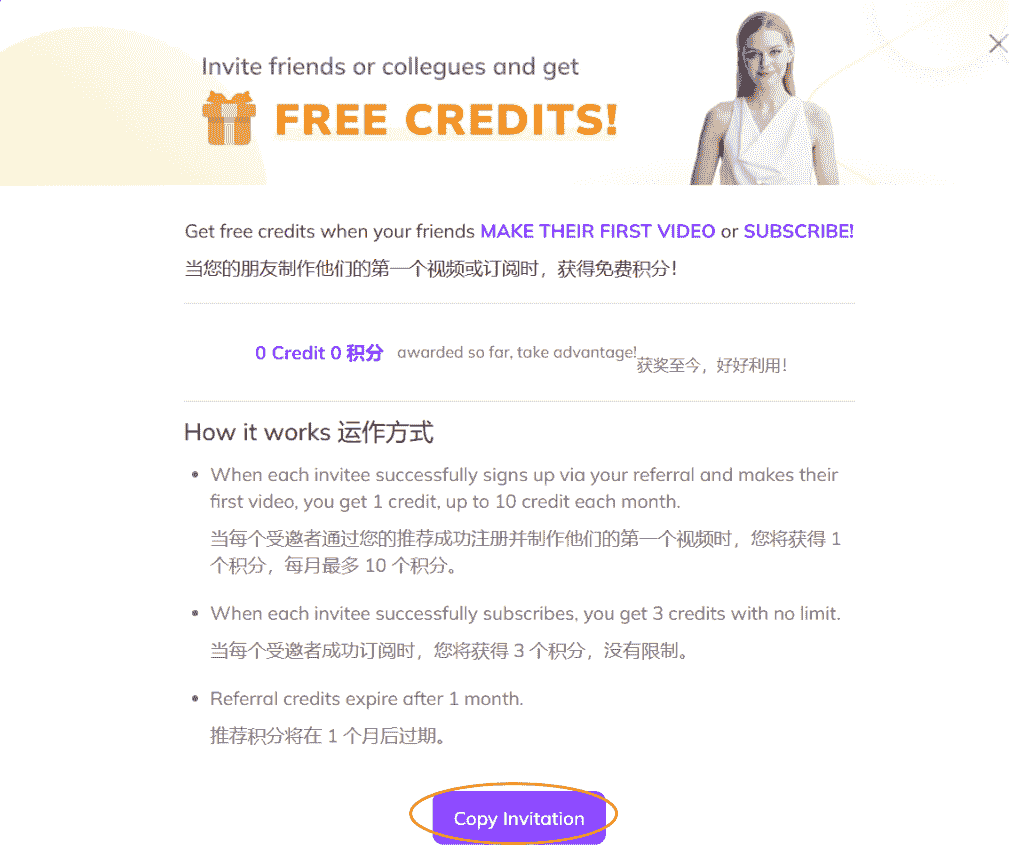 Invite friends or collegues and get
FREE CREDITS!
Get free credits when your friends MAKE THEIR FIRST VIDEO or SUBSCRIBE!
当您的朋友制作他们的第一个视频或订阅时，获得免费积分！
0 Credit 0 积分 awarded so far, take advantage! 获奖至今，好好利用！
How it works 运作方式
• When each invitee successfully signs up via your referral and makes their
first video, you get 1 credit, up to 10 credit each month.
当每个受邀者通过您的推荐成功注册并制作他们的第一个视频时，您将获得 1
个积分，每月最多 10 个积分。
• When each invitee successfully subscribes, you get 3 credits with no limit.
当每个受邀者成功订阅时，您将获得 3 个积分，没有限制。
• Referral credits expire after 1 month.
推荐积分将在 1 个月后过期。
Copy Invitation